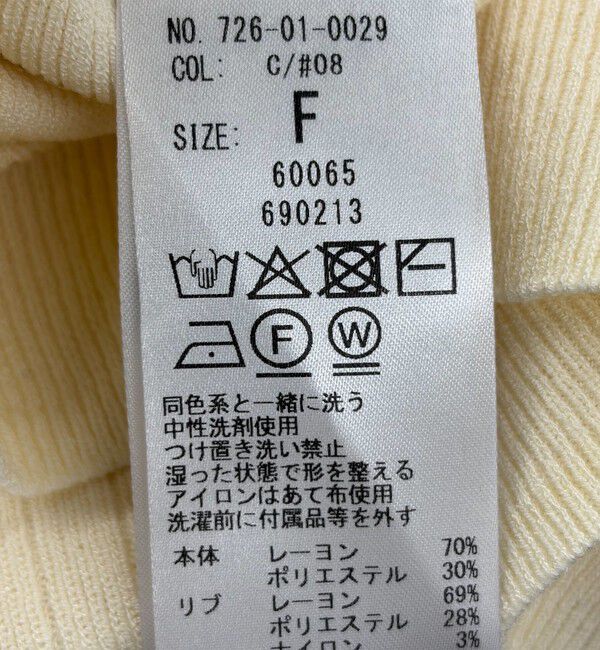 NO. 726-01-0029
COL: C/#08
SIZE: F
60065
690213
F W
同色系と一緒に洗う
中性洗剤使用
つけ置き洗い禁止
湿った状態で形を整える
アイロンはあて布使用
洗濯前に付属品等を外す
本体 レーヨン 70%
ポリエステル 30%
リブ レーヨン 69%
ポリエステル 28%
ナイロン 3%